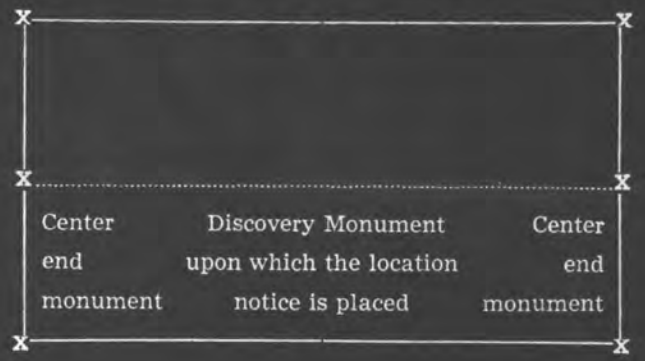 X X
X X
Center Discovery Monument Center
end upon which the location end
monument notice is placed monument
X X